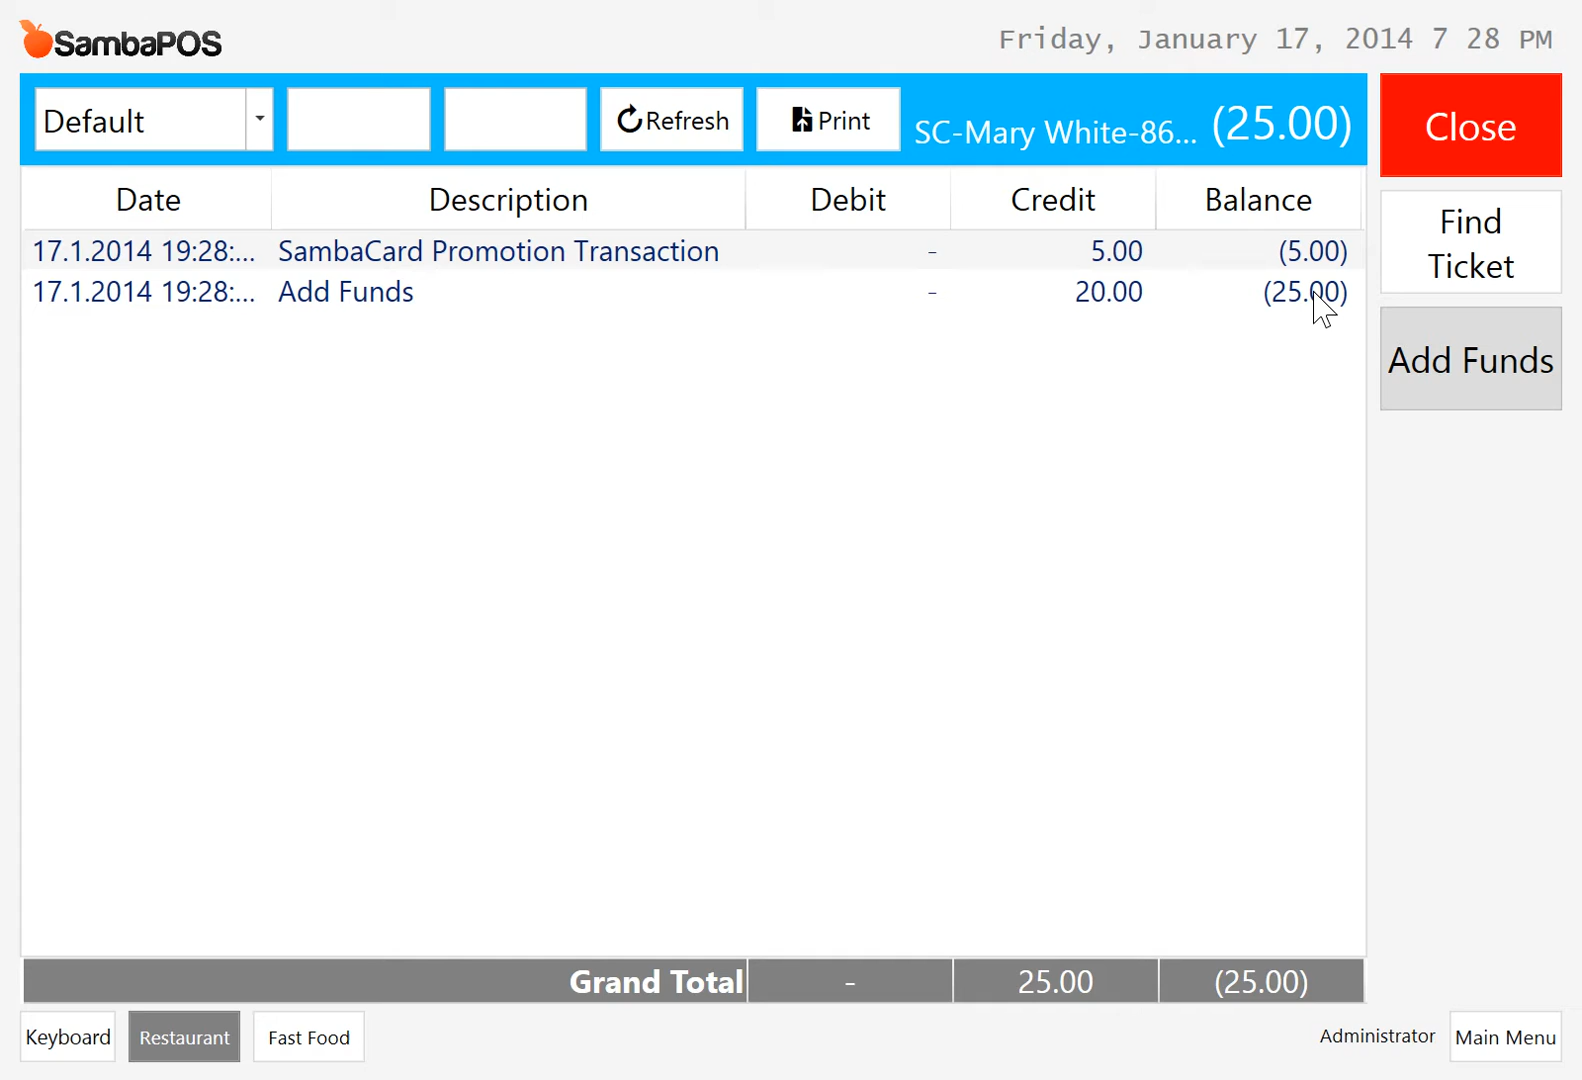 SambaPOS
Friday, January 17, 2014 7 28 PM
Default
Refresh
Print
SC-Mary White-86... (25.00)
Close
Date Description Debit Credit Balance
17.1.2014 19:28:... SambaCard Promotion Transaction - 5.00 (5.00)
17.1.2014 19:28:... Add Funds - 20.00 (25.00)
Find
Ticket
Add Funds
Grand Total - 25.00 (25.00)
Keyboard Restaurant Fast Food Administrator Main Menu